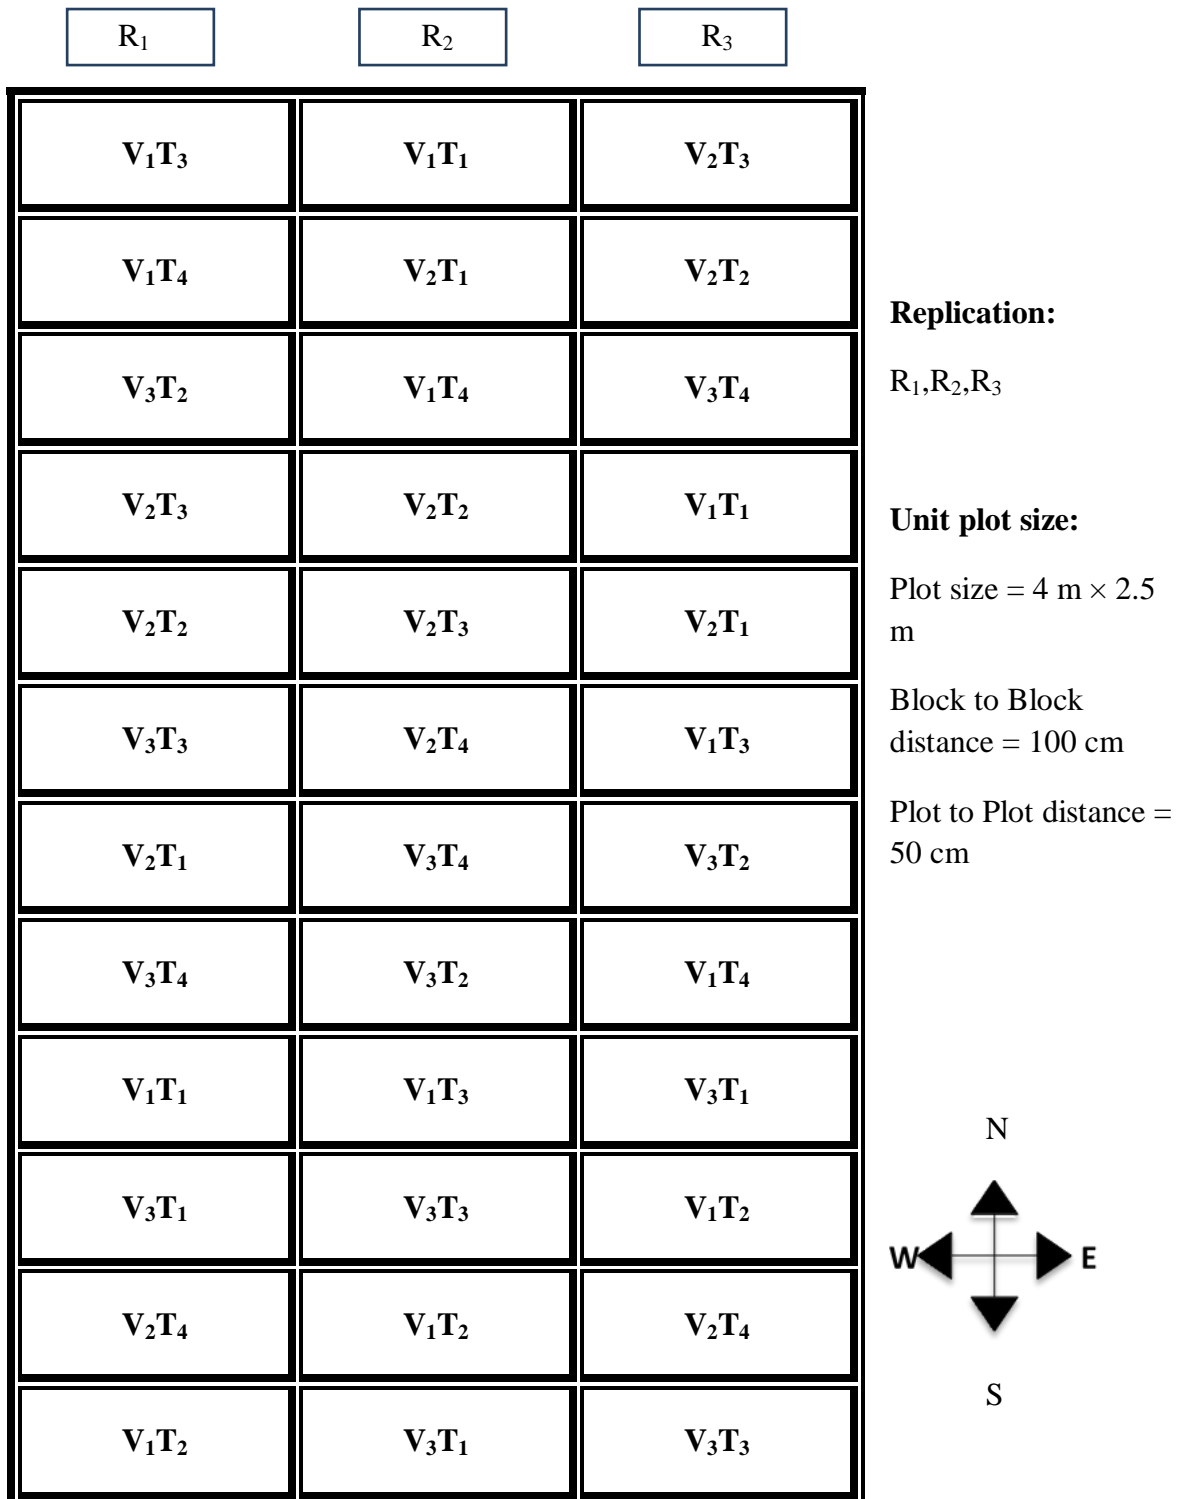 R₁ R₂ R₃
V₁T₃ V₁T₁ V₂T₃
V₁T₄ V₂T₁ V₂T₂
V₃T₂ V₁T₄ V₃T₄
V₂T₃ V₂T₂ V₁T₁
V₂T₂ V₂T₃ V₂T₁
V₃T₃ V₂T₄ V₁T₃
V₂T₁ V₃T₄ V₃T₂
V₃T₄ V₃T₂ V₁T₄
V₁T₁ V₁T₃ V₃T₁
V₃T₁ V₃T₃ V₁T₂
V₂T₄ V₁T₂ V₂T₄
V₁T₂ V₃T₁ V₃T₃
Replication:
R₁,R₂,R₃
Unit plot size:
Plot size = 4 m × 2.5
m
Block to Block
distance = 100 cm
Plot to Plot distance =
50 cm
N
W E
S